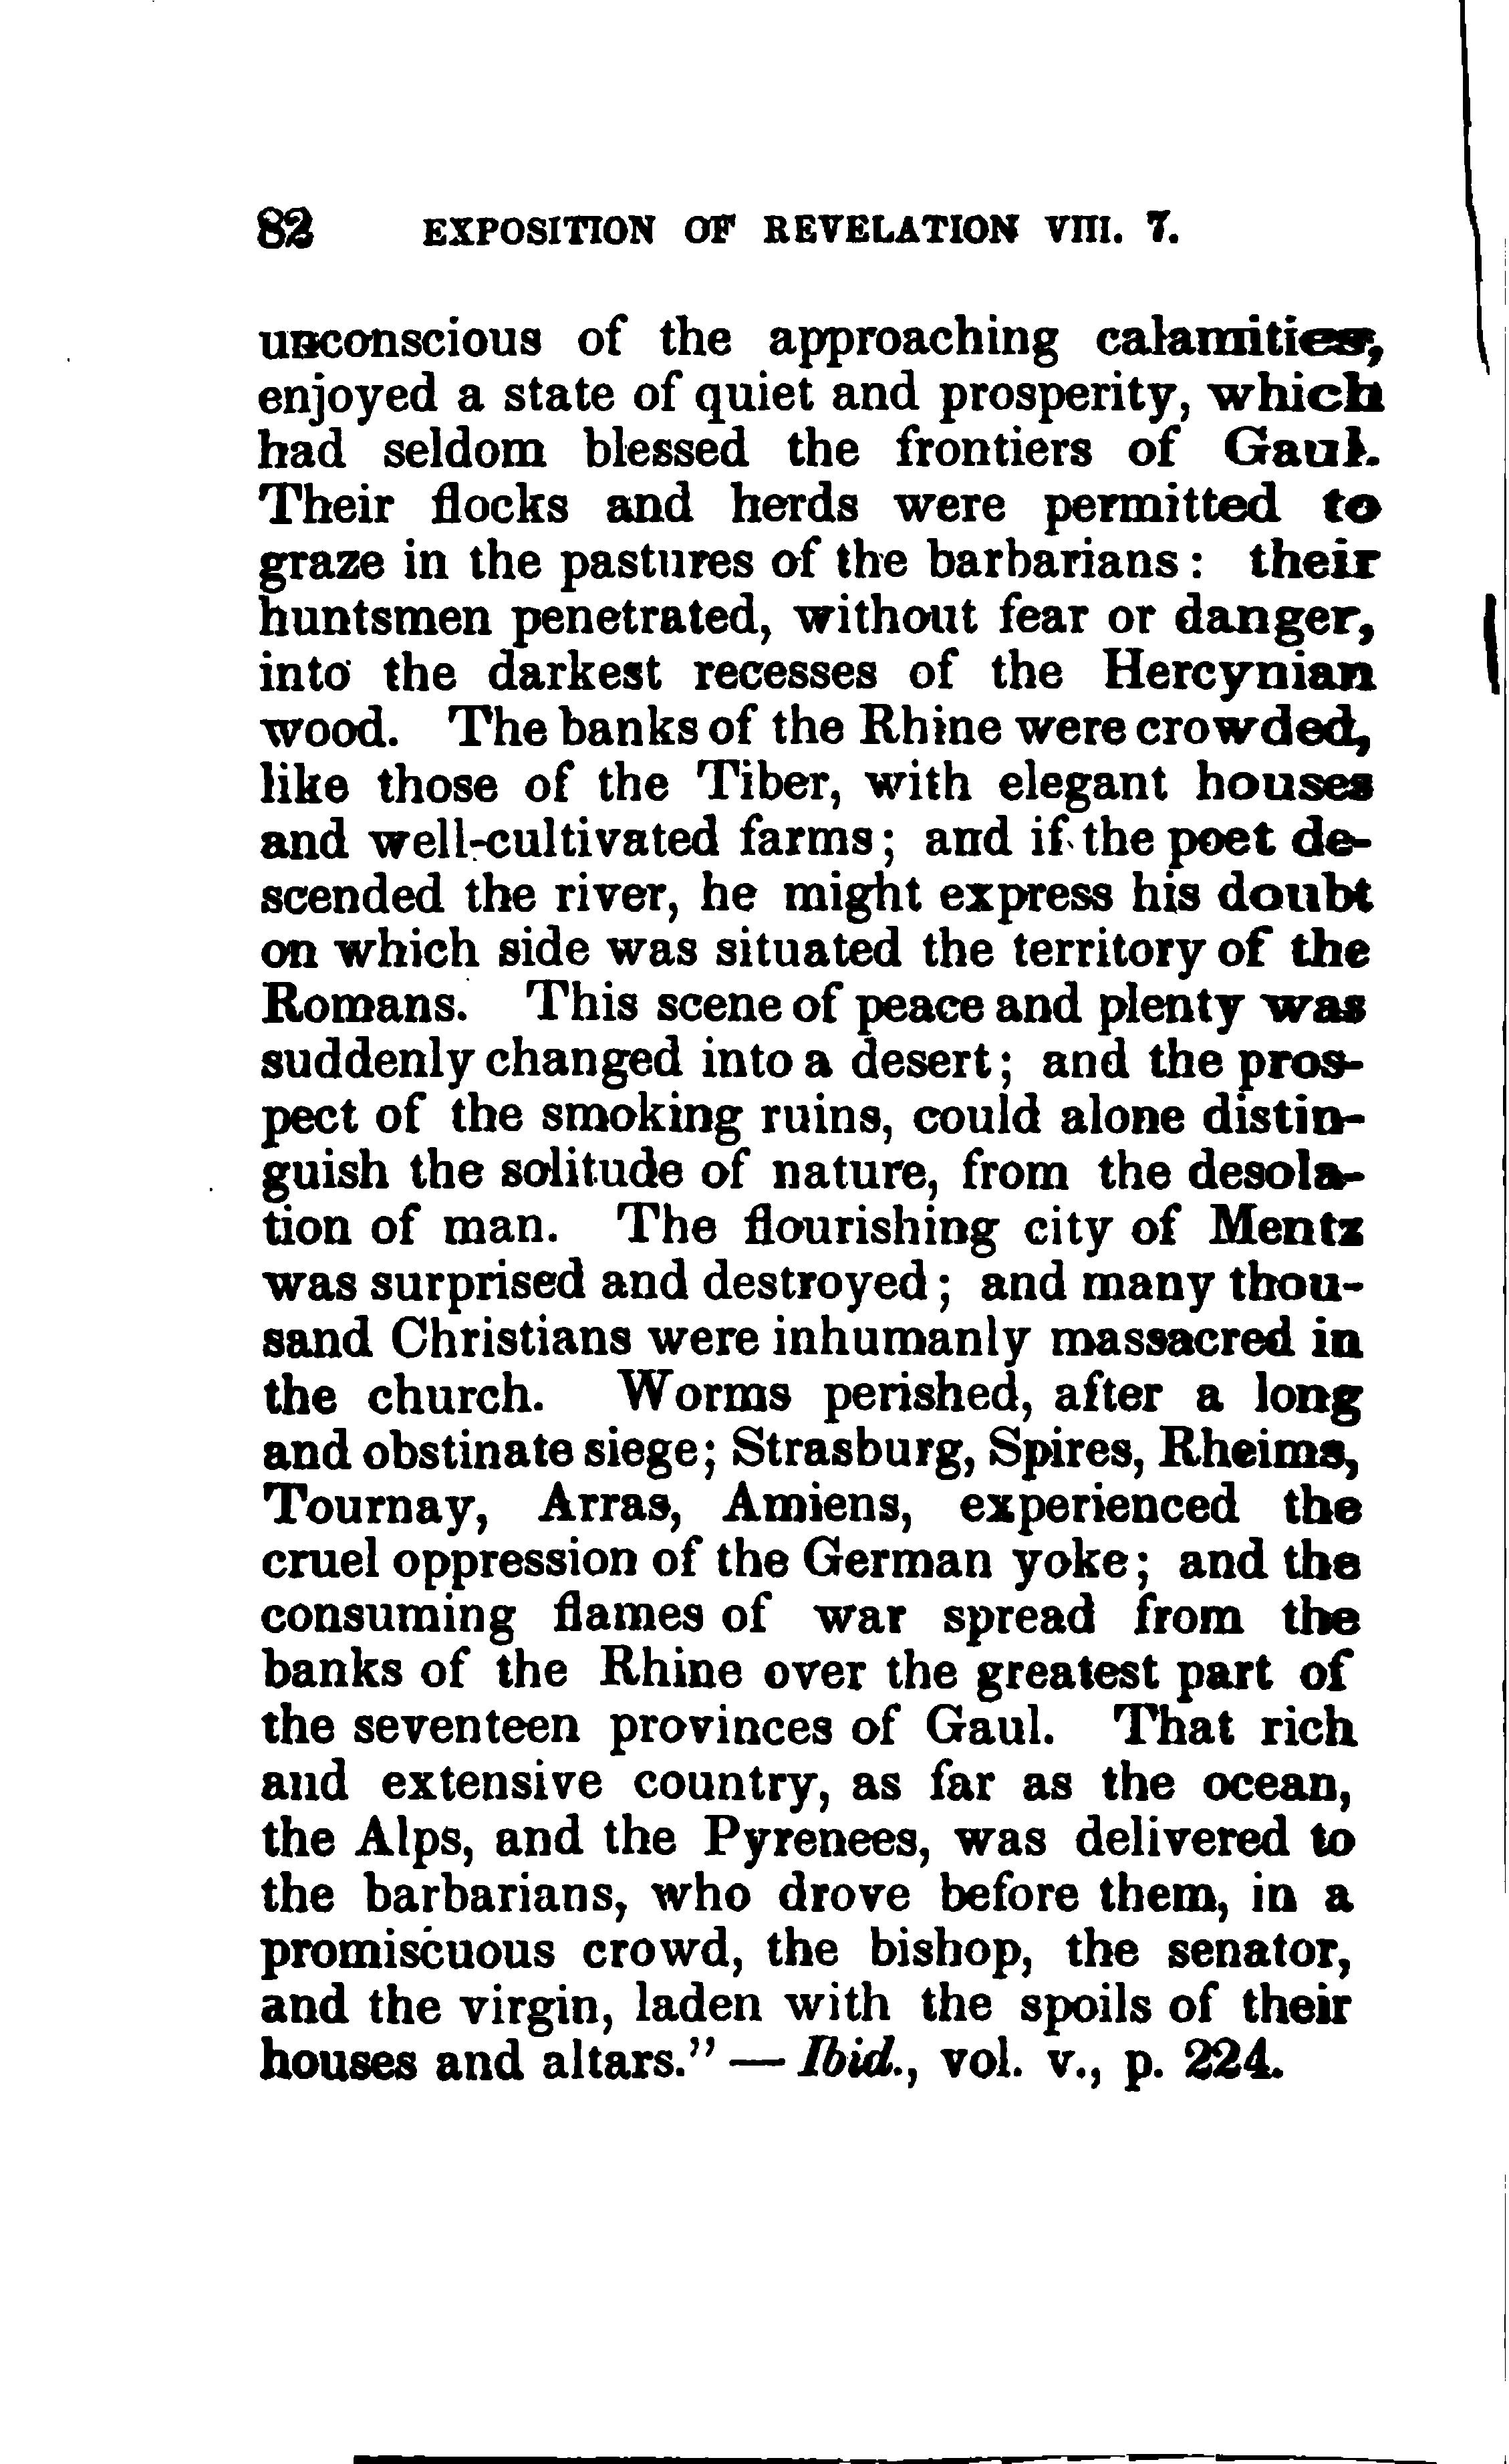 82 EXPOSITION OF REVELATION VIII. 7.
unconscious of the approaching calamities,
enjoyed a state of quiet and prosperity, which
had seldom blessed the frontiers of Gaul.
Their flocks and herds were permitted to
graze in the pastures of the barbarians: their
huntsmen penetrated, without fear or danger,
into the darkest recesses of the Hercynian
wood. The banks of the Rhine were crowded,
like those of the Tiber, with elegant houses
and well-cultivated farms; and if the poet de-
scended the river, he might express his doubt
on which side was situated the territory of the
Romans. This scene of peace and plenty was
suddenly changed into a desert; and the pros-
pect of the smoking ruins, could alone distin-
guish the solitude of nature, from the desola-
tion of man. The flourishing city of Mentz
was surprised and destroyed; and many thou-
sand Christians were inhumanly massacred in
the church. Worms perished, after a long
and obstinate siege; Strasburg, Spires, Rheims,
Tournay, Arras, Amiens, experienced the
cruel oppression of the German yoke; and the
consuming flames of war spread from the
banks of the Rhine over the greatest part of
the seventeen provinces of Gaul. That rich
and extensive country, as far as the ocean,
the Alps, and the Pyrenees, was delivered to
the barbarians, who drove before them, in a
promiscuous crowd, the bishop, the senator,
and the virgin, laden with the spoils of their
houses and altars." — Ibid., vol. v., p. 224.